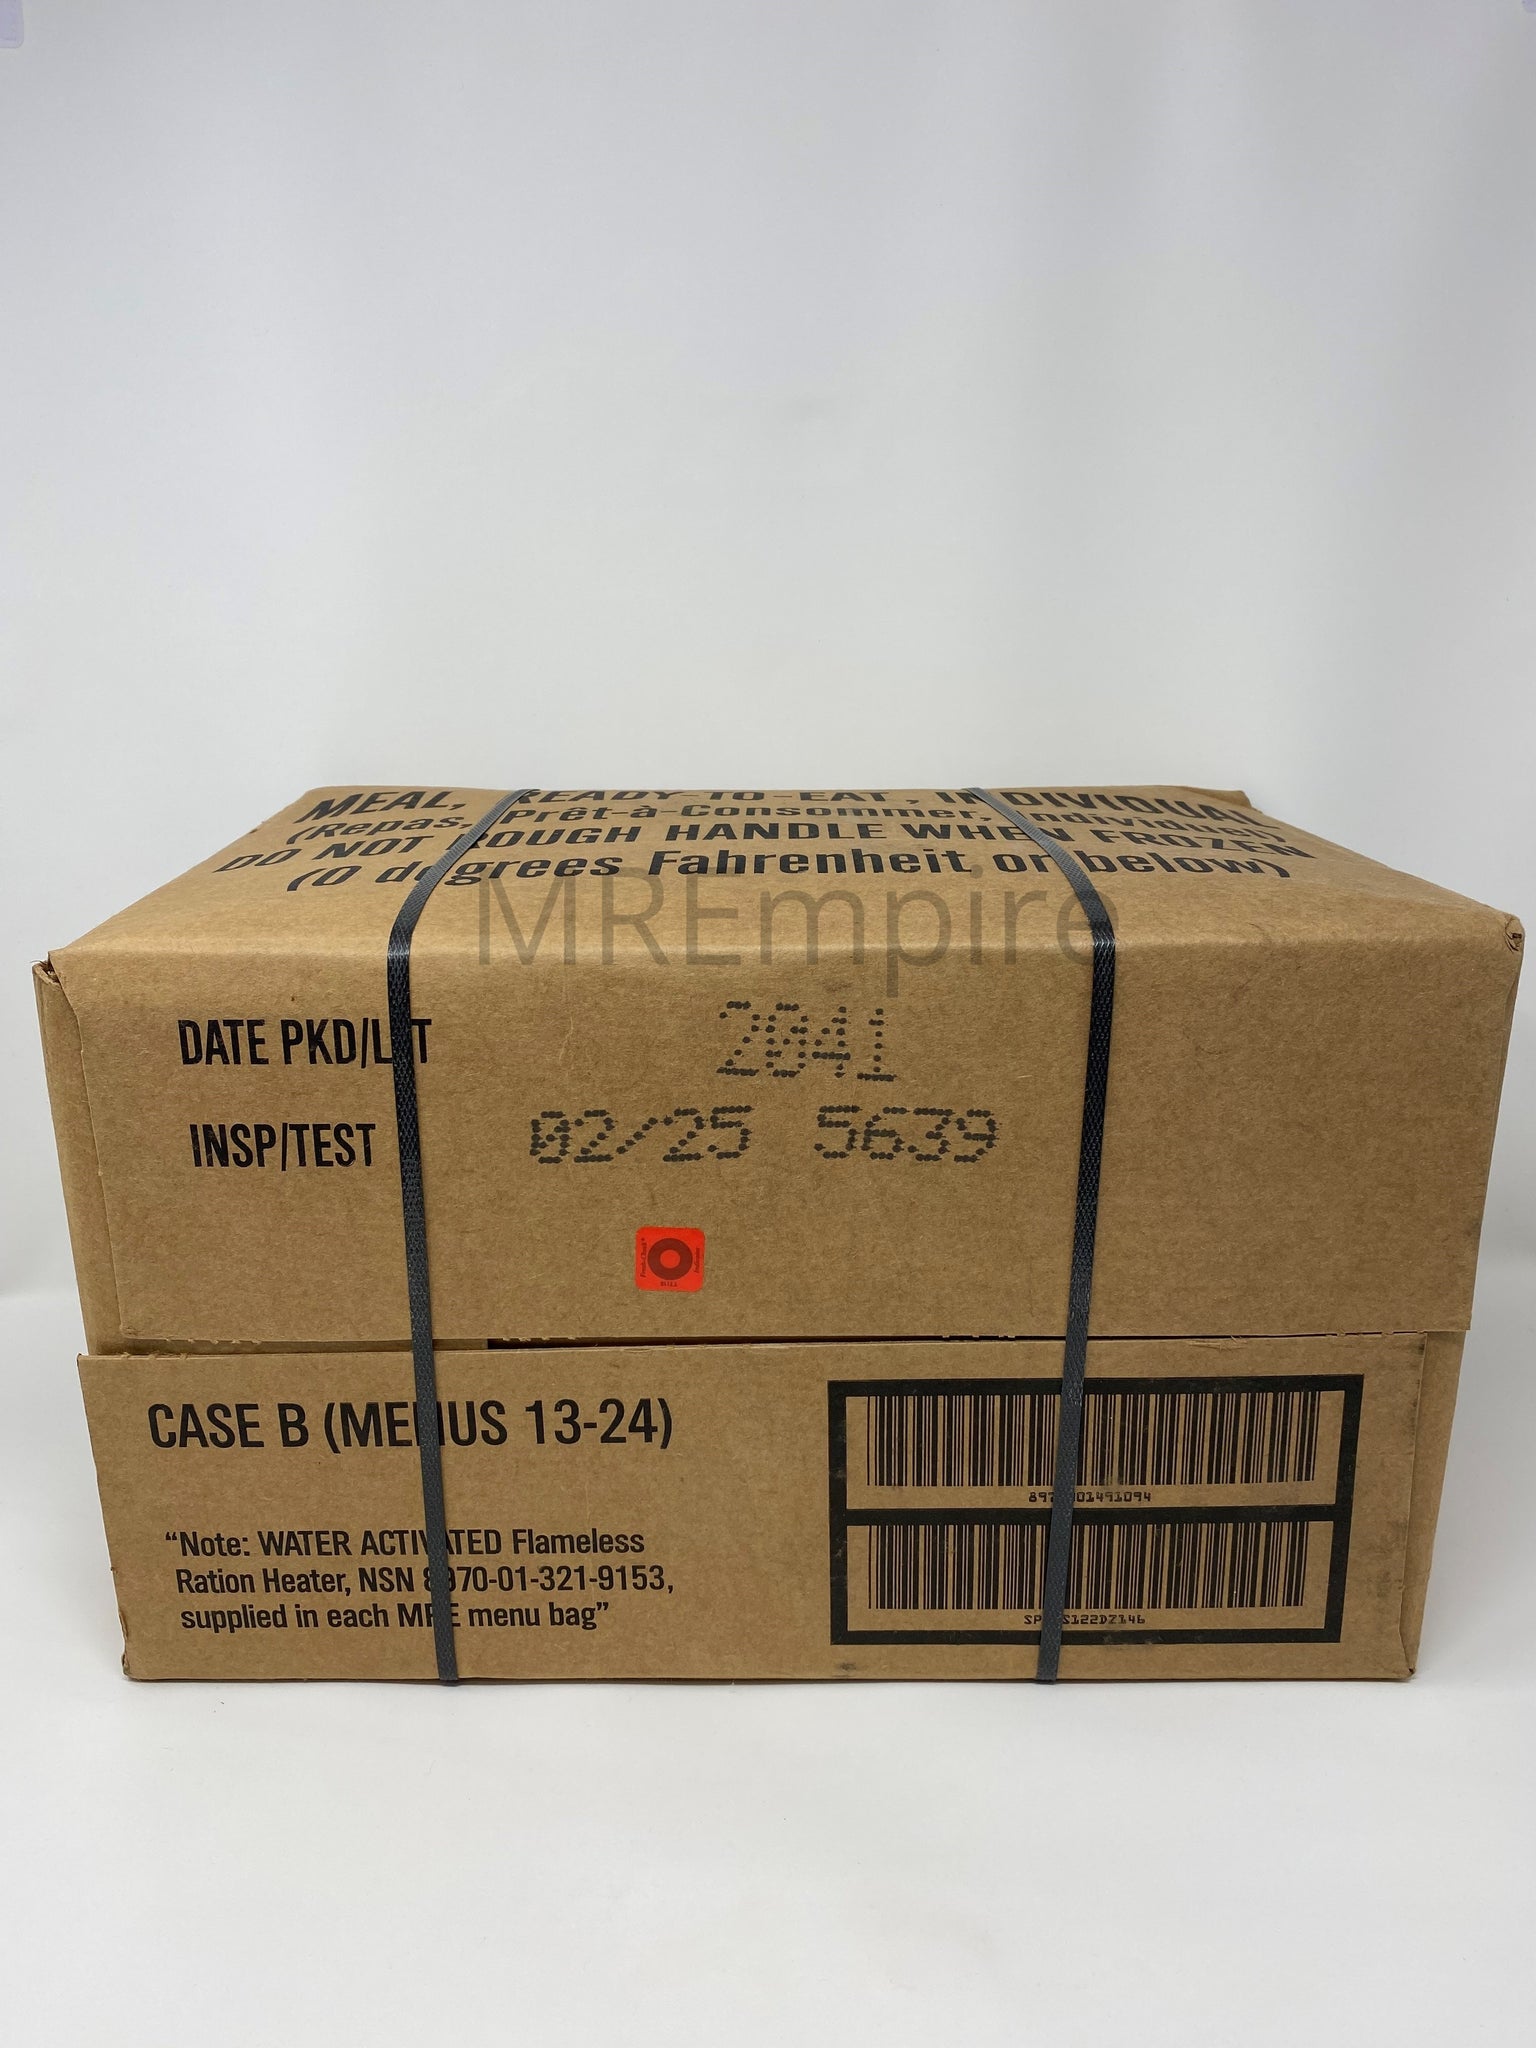 MEAL, READY-TO-EAT, INDIVIDUAL,
(Repas, Prêt-à-Consommer, Individuel)
DO NOT ROUGH HANDLE WHEN FROZEN
(0 degrees Fahrenheit or below)
MREmpire
DATE PKD/LOT 2041
INSP/TEST 02/25 5639
CASE B (MENUS 13-24)
"Note: WATER ACTIVATED Flameless
Ration Heater, NSN 8970-01-321-9153,
supplied in each MRE menu bag"